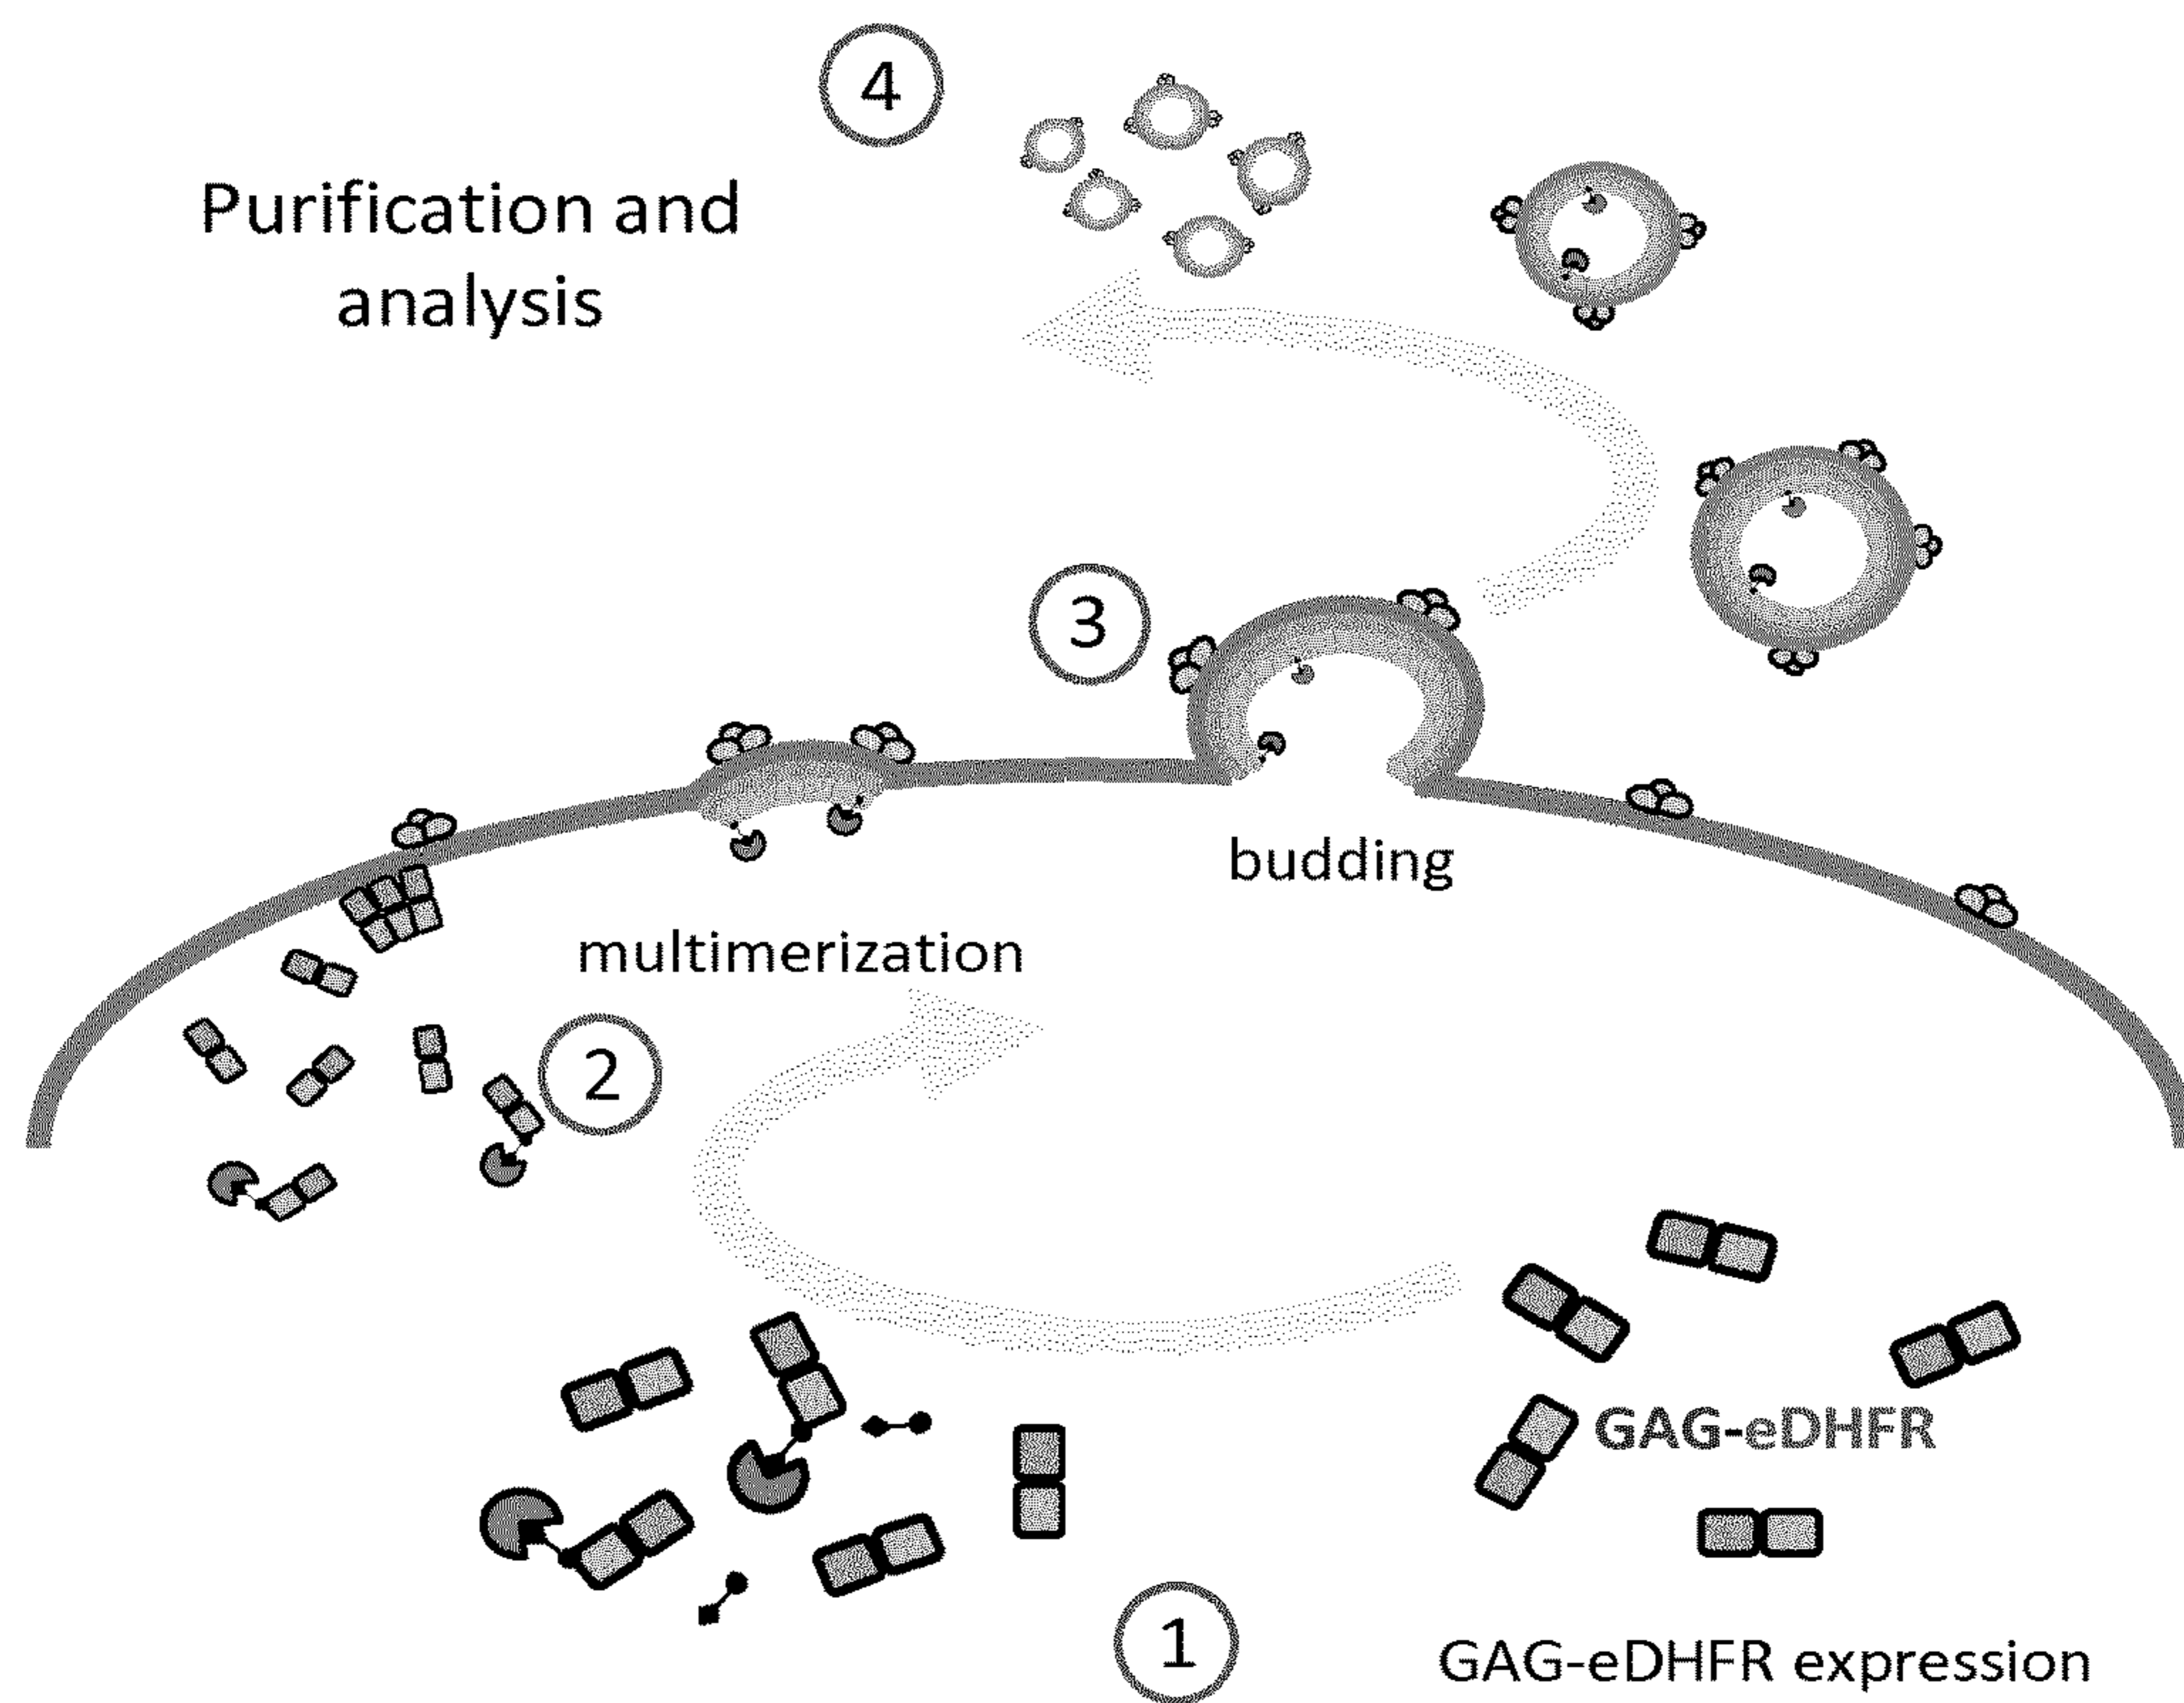 4
Purification and
analysis
3
budding
multimerization
2
GAG-eDHFR
1
GAG-eDHFR expression